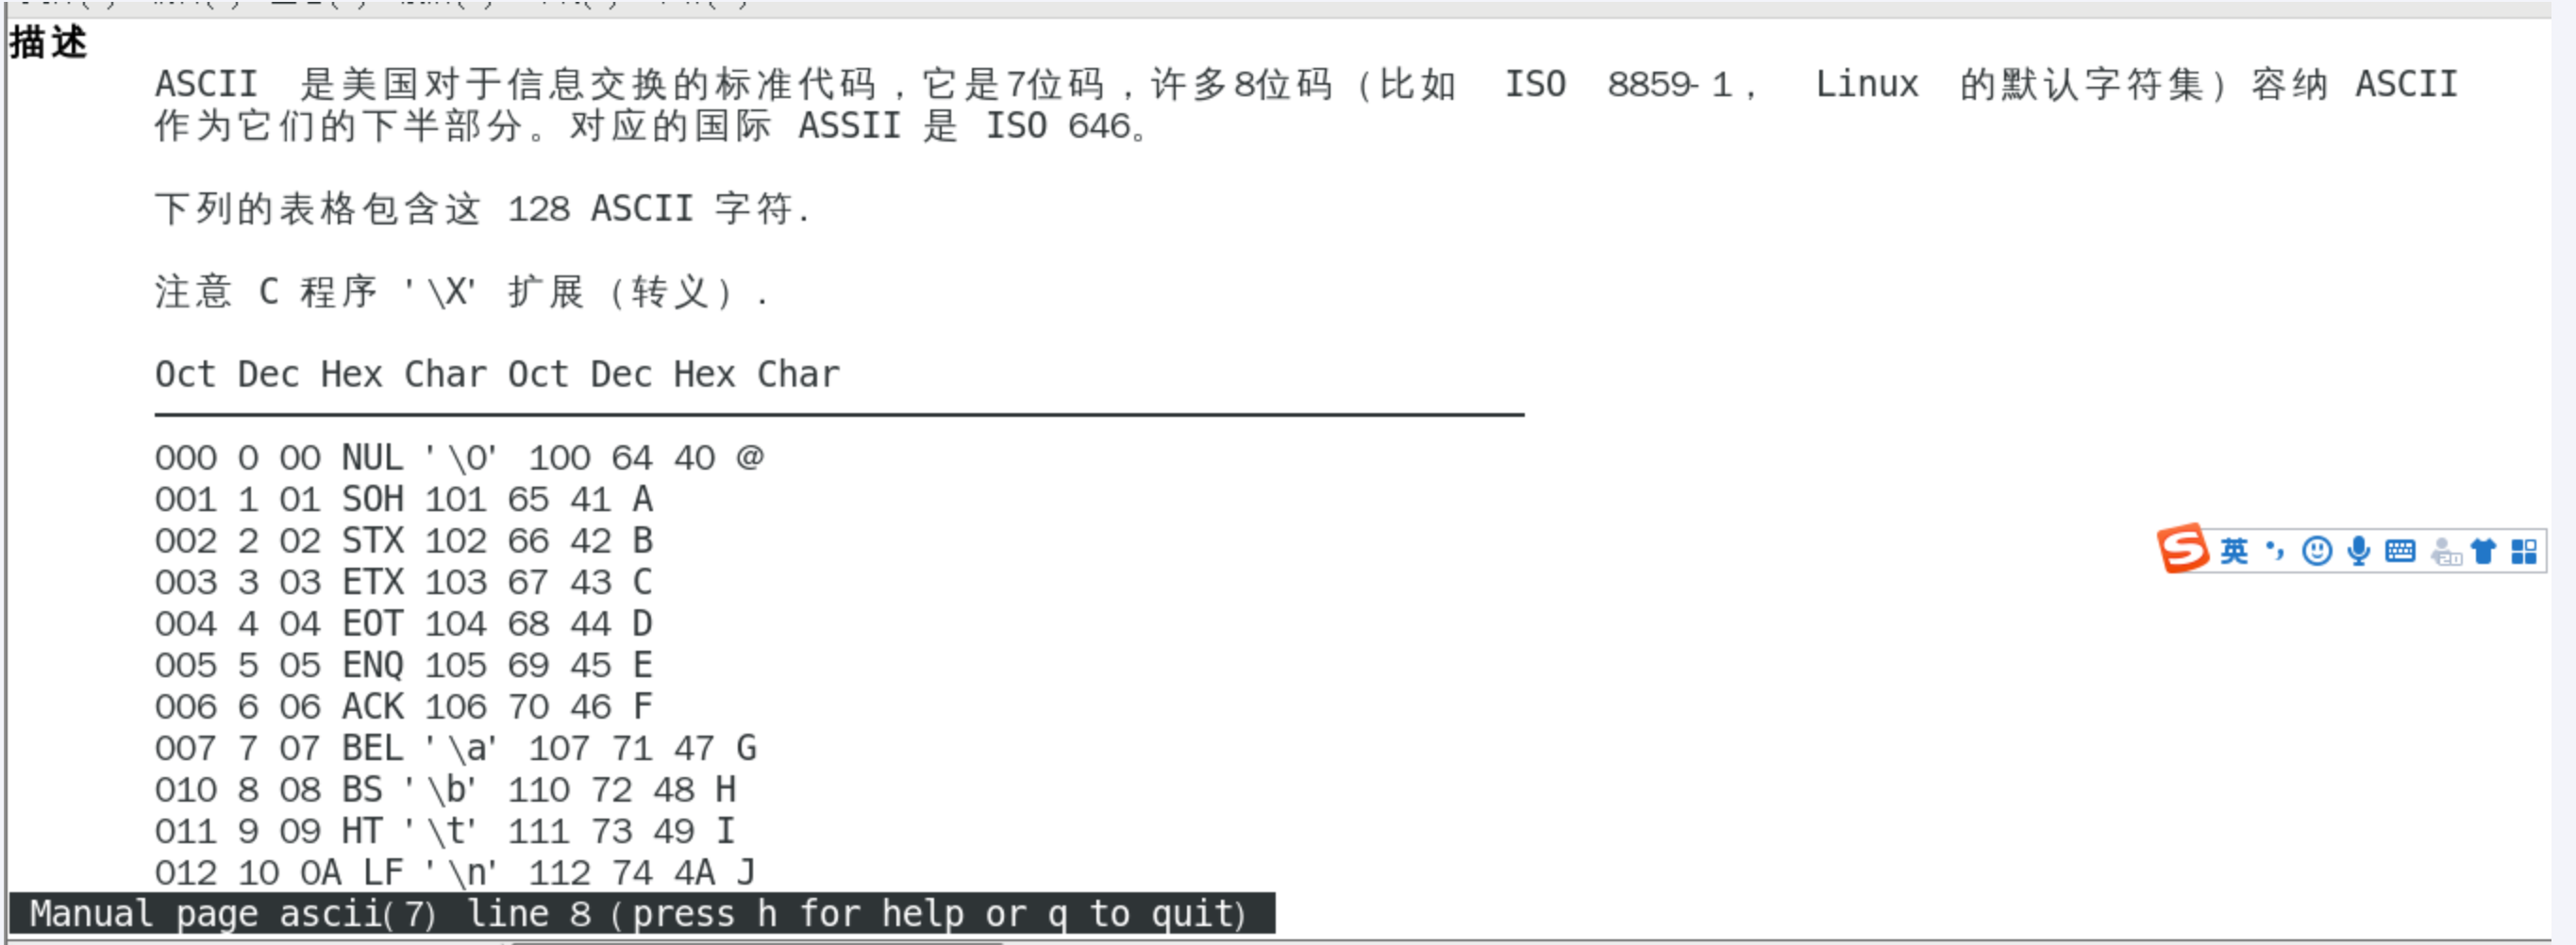 描述
ASCII 是美国对于信息交换的标准代码，它是7位码，许多8位码（比如 ISO 8859-1， Linux 的默认字符集）容纳 ASCII
作为它们的下半部分。对应的国际 ASSII 是 ISO 646。
下列的表格包含这 128 ASCII 字符.
注意 C 程序 '\X' 扩展（转义）.
Oct Dec Hex Char Oct Dec Hex Char
000 0 00 NUL '\0' 100 64 40 @
001 1 01 SOH 101 65 41 A
002 2 02 STX 102 66 42 B
003 3 03 ETX 103 67 43 C
004 4 04 EOT 104 68 44 D
005 5 05 ENQ 105 69 45 E
006 6 06 ACK 106 70 46 F
007 7 07 BEL '\a' 107 71 47 G
010 8 08 BS '\b' 110 72 48 H
011 9 09 HT '\t' 111 73 49 I
012 10 0A LF '\n' 112 74 4A J
Manual page ascii(7) line 8 (press h for help or q to quit)
英